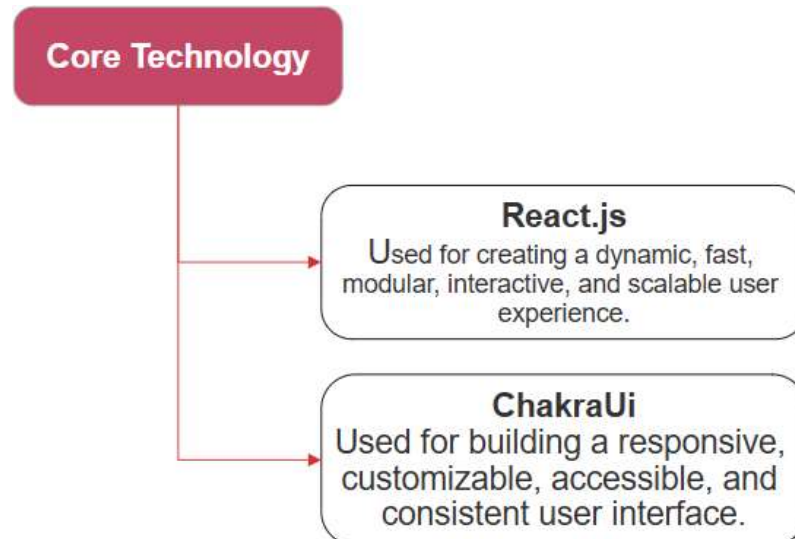 Core Technology
React.js
Used for creating a dynamic, fast,
modular, interactive, and scalable user
experience.
ChakraUi
Used for building a responsive,
customizable, accessible, and
consistent user interface.